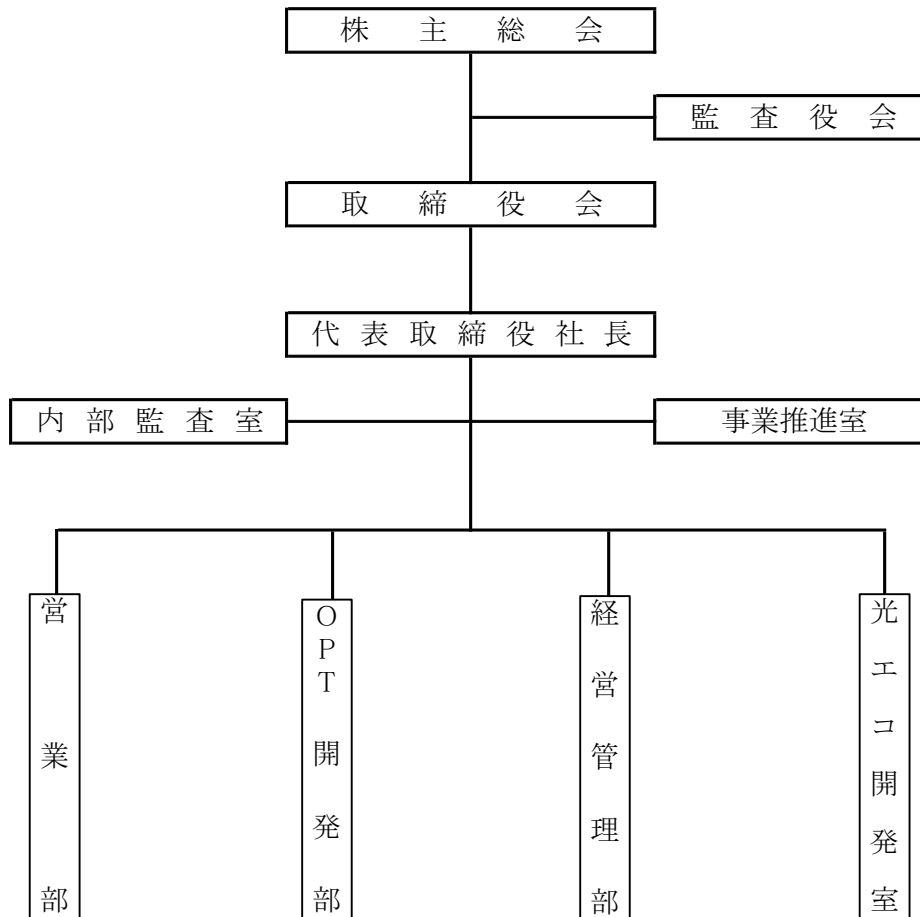 株主総会
監査役会
取締役会
代表取締役社長
内部監査室
事業推進室
営業部
OPT開発部
経営管理部
光エコ開発室